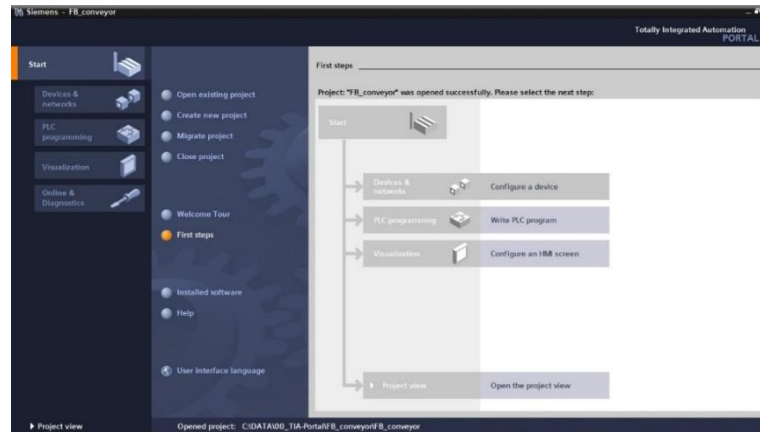 Siemens - FB_conveyor
Totally Integrated Automation
PORTAL
Start
Devices &
networks
PLC
programming
Visualization
Online &
Diagnostics
Open existing project
Create new project
Migrate project
Close project
Welcome Tour
First steps
Installed software
Help
User interface language
First steps
Project: "FB_conveyor" was opened successfully. Please select the next step:
Start
Devices &
networks
Configure a device
PLC programming
Write PLC program
Visualization
Configure an HMI screen
Project view
Open the project view
Project view
Opened project: C:\DATA\00_TIA-Portal\FB_conveyor\FB_conveyor